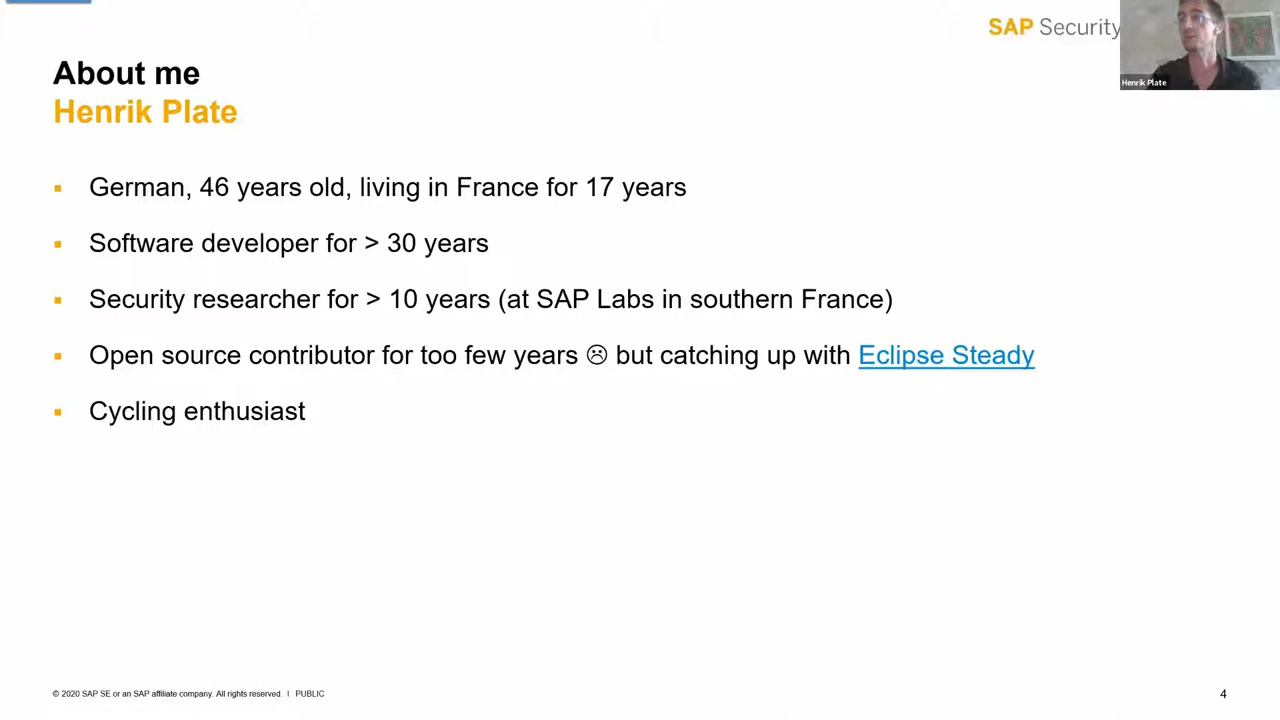 SAP Security
Henrik Plate
About me
Henrik Plate
▪ German, 46 years old, living in France for 17 years
▪ Software developer for > 30 years
▪ Security researcher for > 10 years (at SAP Labs in southern France)
▪ Open source contributor for too few years ☹ but catching up with Eclipse Steady
▪ Cycling enthusiast
© 2020 SAP SE or an SAP affiliate company. All rights reserved. I PUBLIC
4